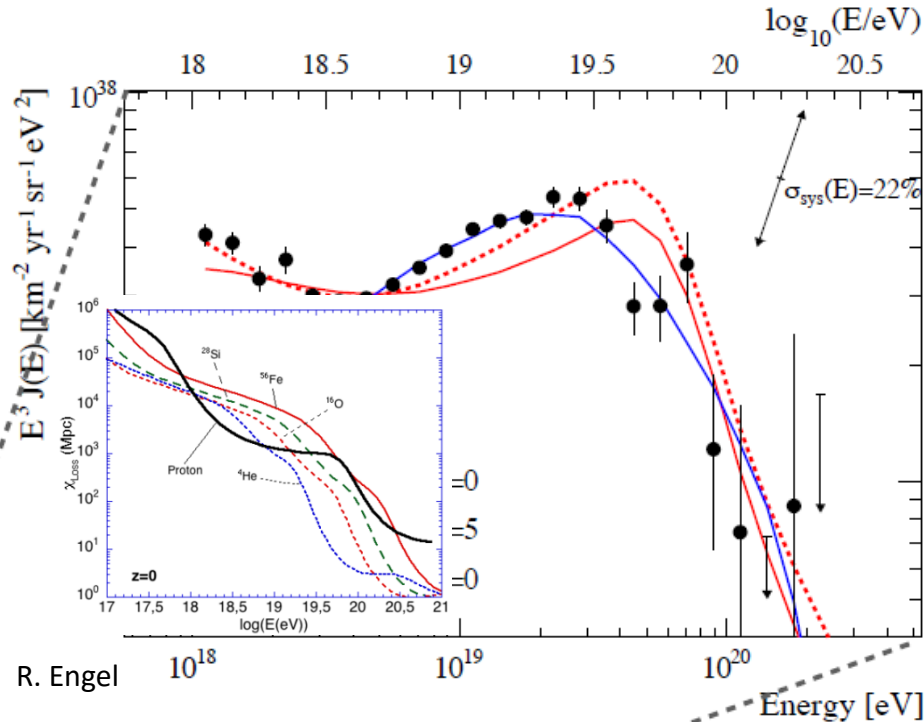 log10(E/eV)
18 18.5 19 19.5 20 20.5
10^38
E^3 J(E) [km^-2 yr^-1 sr^-1 eV^2]
σsys(E)=22%
10^6
10^5
10^4
10^3
10^2
10^1
10^0
χLoss (Mpc)
28Si
56Fe
16O
Proton
4He
z=0
17 17,5 18 18,5 19 19,5 20 20,5 21
log(E(eV))
=0
=5
=0
R. Engel
10^18 10^19 10^20
Energy [eV]